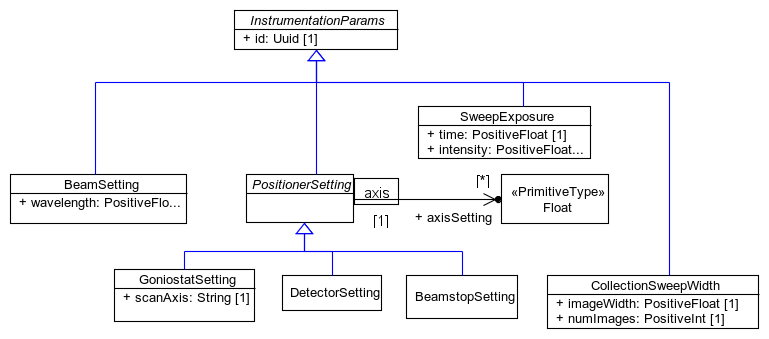 InstrumentationParams
+ id: Uuid [1]
SweepExposure
+ time: PositiveFloat [1]
+ intensity: PositiveFloat...
BeamSetting
+ wavelength: PositiveFlo...
PositionerSetting
axis
[1]
[*]
+ axisSetting
«PrimitiveType»
Float
GoniostatSetting
+ scanAxis: String [1]
DetectorSetting
BeamstopSetting
CollectionSweepWidth
+ imageWidth: PositiveFloat [1]
+ numImages: PositiveInt [1]